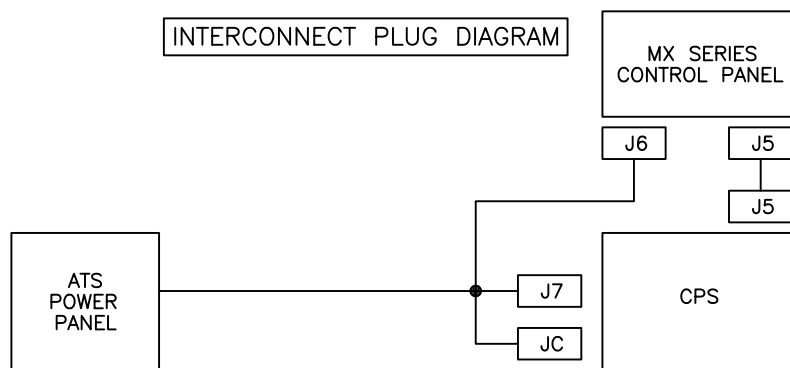 INTERCONNECT PLUG DIAGRAM
MX SERIES
CONTROL PANEL
J6
J5
J5
ATS
POWER
PANEL
J7
CPS
JC